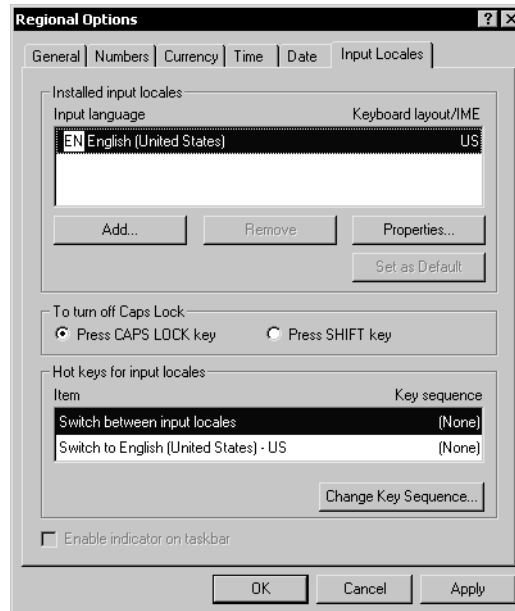 Regional Options
General Numbers Currency Time Date Input Locales
Installed input locales
Input language Keyboard layout/IME
EN English (United States) US
Add... Remove Properties...
Set as Default
To turn off Caps Lock
Press CAPS LOCK key Press SHIFT key
Hot keys for input locales
Item Key sequence
Switch between input locales (None)
Switch to English (United States) - US (None)
Change Key Sequence...
Enable indicator on taskbar
OK Cancel Apply